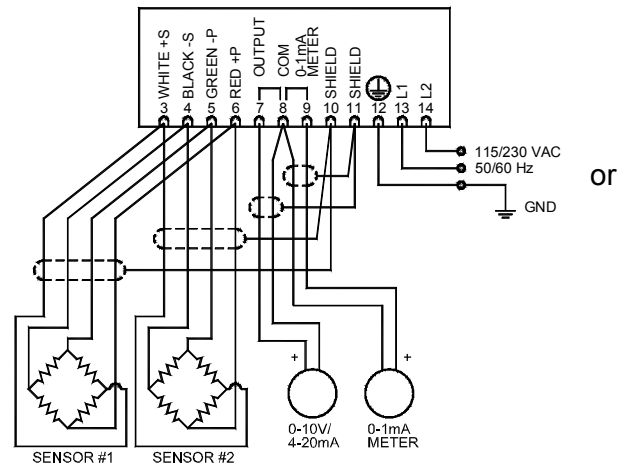 WHITE +S
BLACK -S
GREEN -P
RED +P
OUTPUT
COM
0-1mA
METER
SHIELD
SHIELD
L1
L2
3 4 5 6 7 8 9 10 11 12 13 14
115/230 VAC
50/60 Hz
or
GND
+ +
0-10V/
4-20mA
0-1mA
METER
SENSOR #1 SENSOR #2